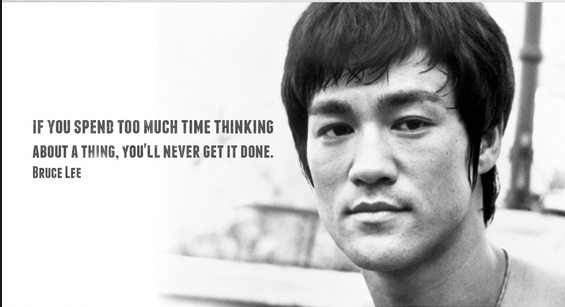 IF YOU SPEND TOO MUCH TIME THINKING
ABOUT A THING, YOU'LL NEVER GET IT DONE.
BRUCE LEE